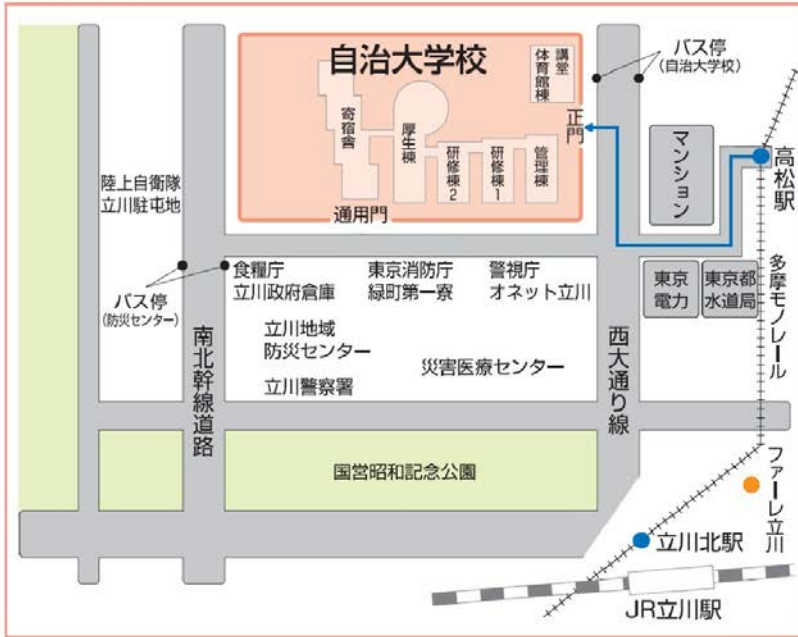 自治大学校
講堂
体育館棟
バス停
(自治大学校)
正門
寄宿舎
厚生棟
研修棟2
研修棟1
管理棟
通用門
マンション
高松駅
陸上自衛隊
立川駐屯地
バス停
(防災センター)
食糧庁
立川政府倉庫
東京消防庁
緑町第一寮
警視庁
オネット立川
東京
電力
東京都
水道局
多摩モノレール
立川地域
防災センター
災害医療センター
立川警察署
南北幹線道路
西大通り線
国営昭和記念公園
ファーレ立川
立川北駅
JR立川駅